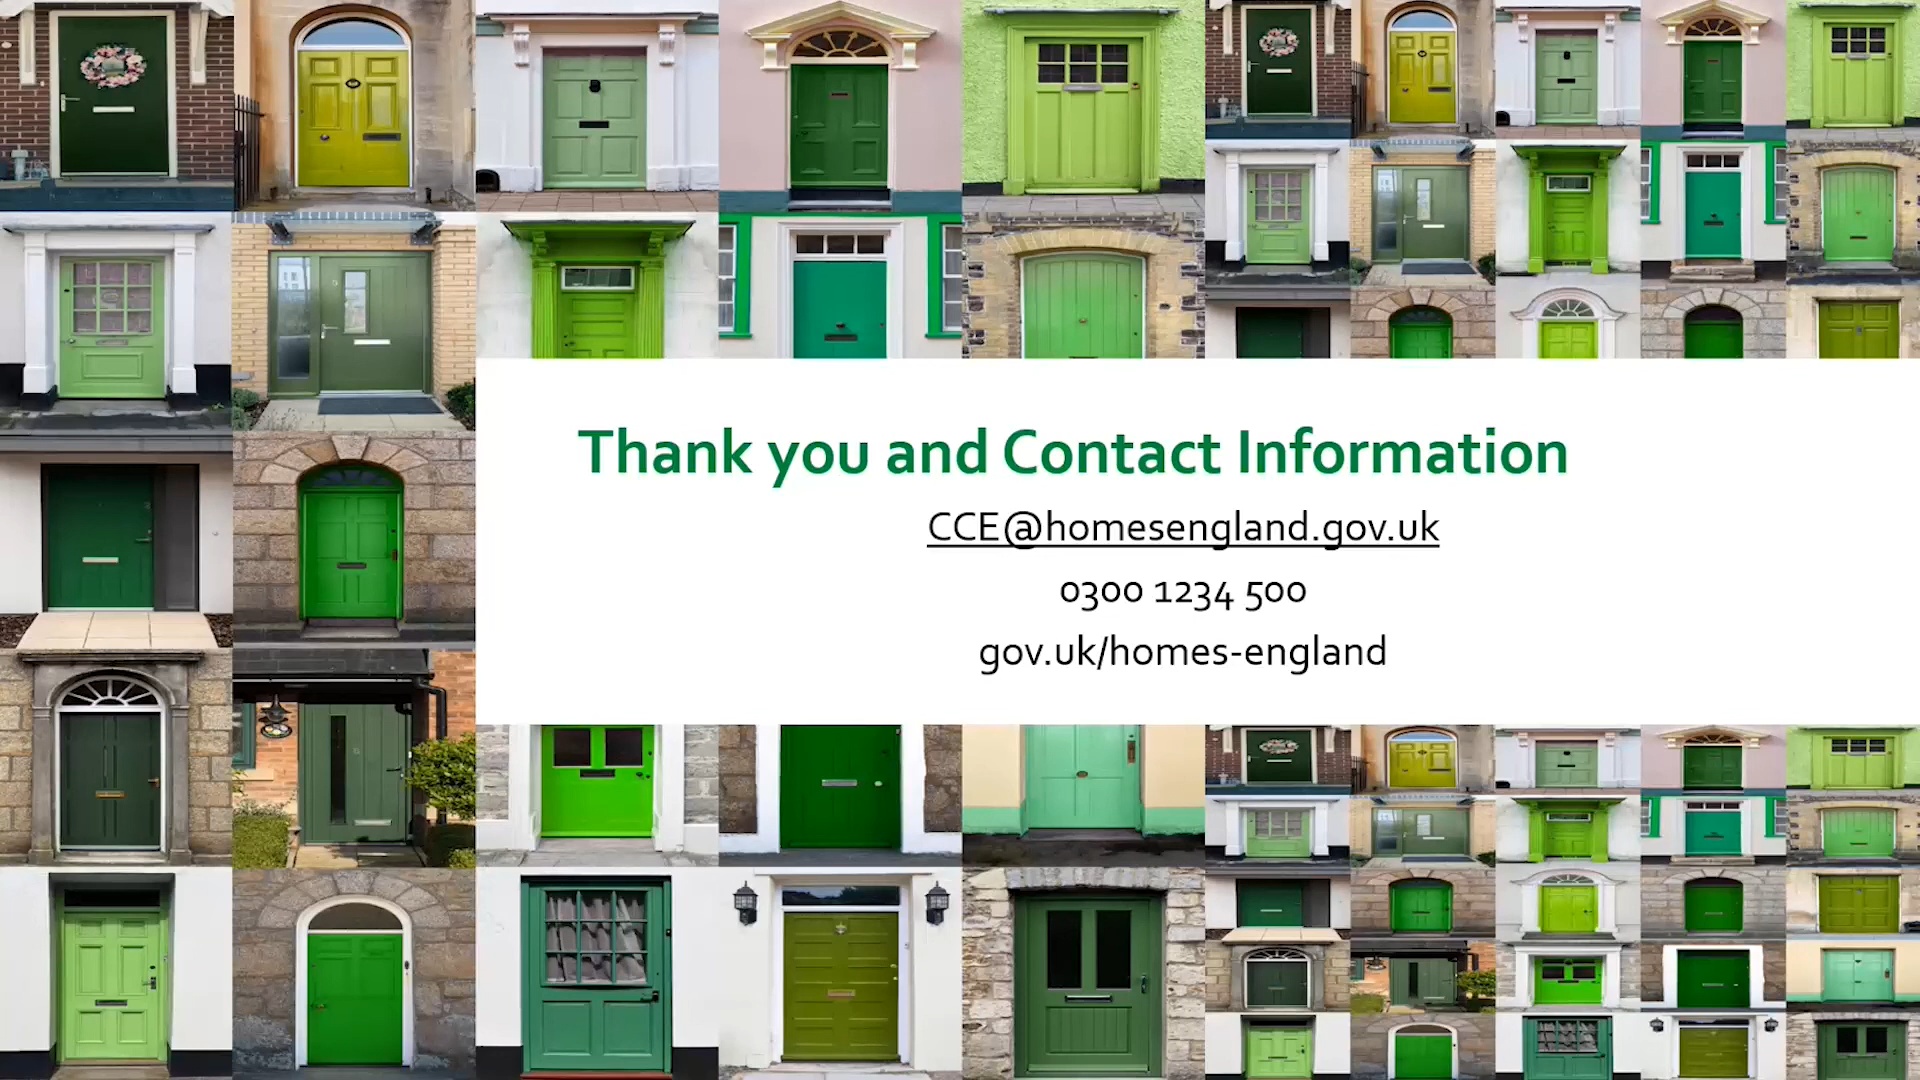 Thank you and Contact Information
CCE@homesengland.gov.uk
0300 1234 500
gov.uk/homes-england